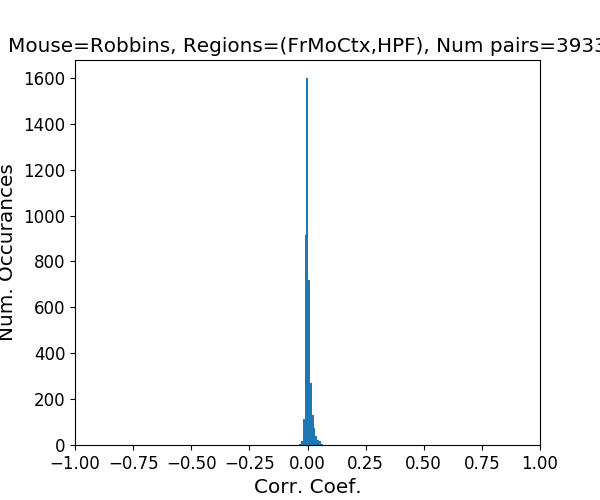 Mouse=Robbins, Regions=(FrMoCtx,HPF), Num pairs=3933
Num. Occurances
1600
1400
1200
1000
800
600
400
200
0
−1.00 −0.75 −0.50 −0.25 0.00 0.25 0.50 0.75 1.00
Corr. Coef.